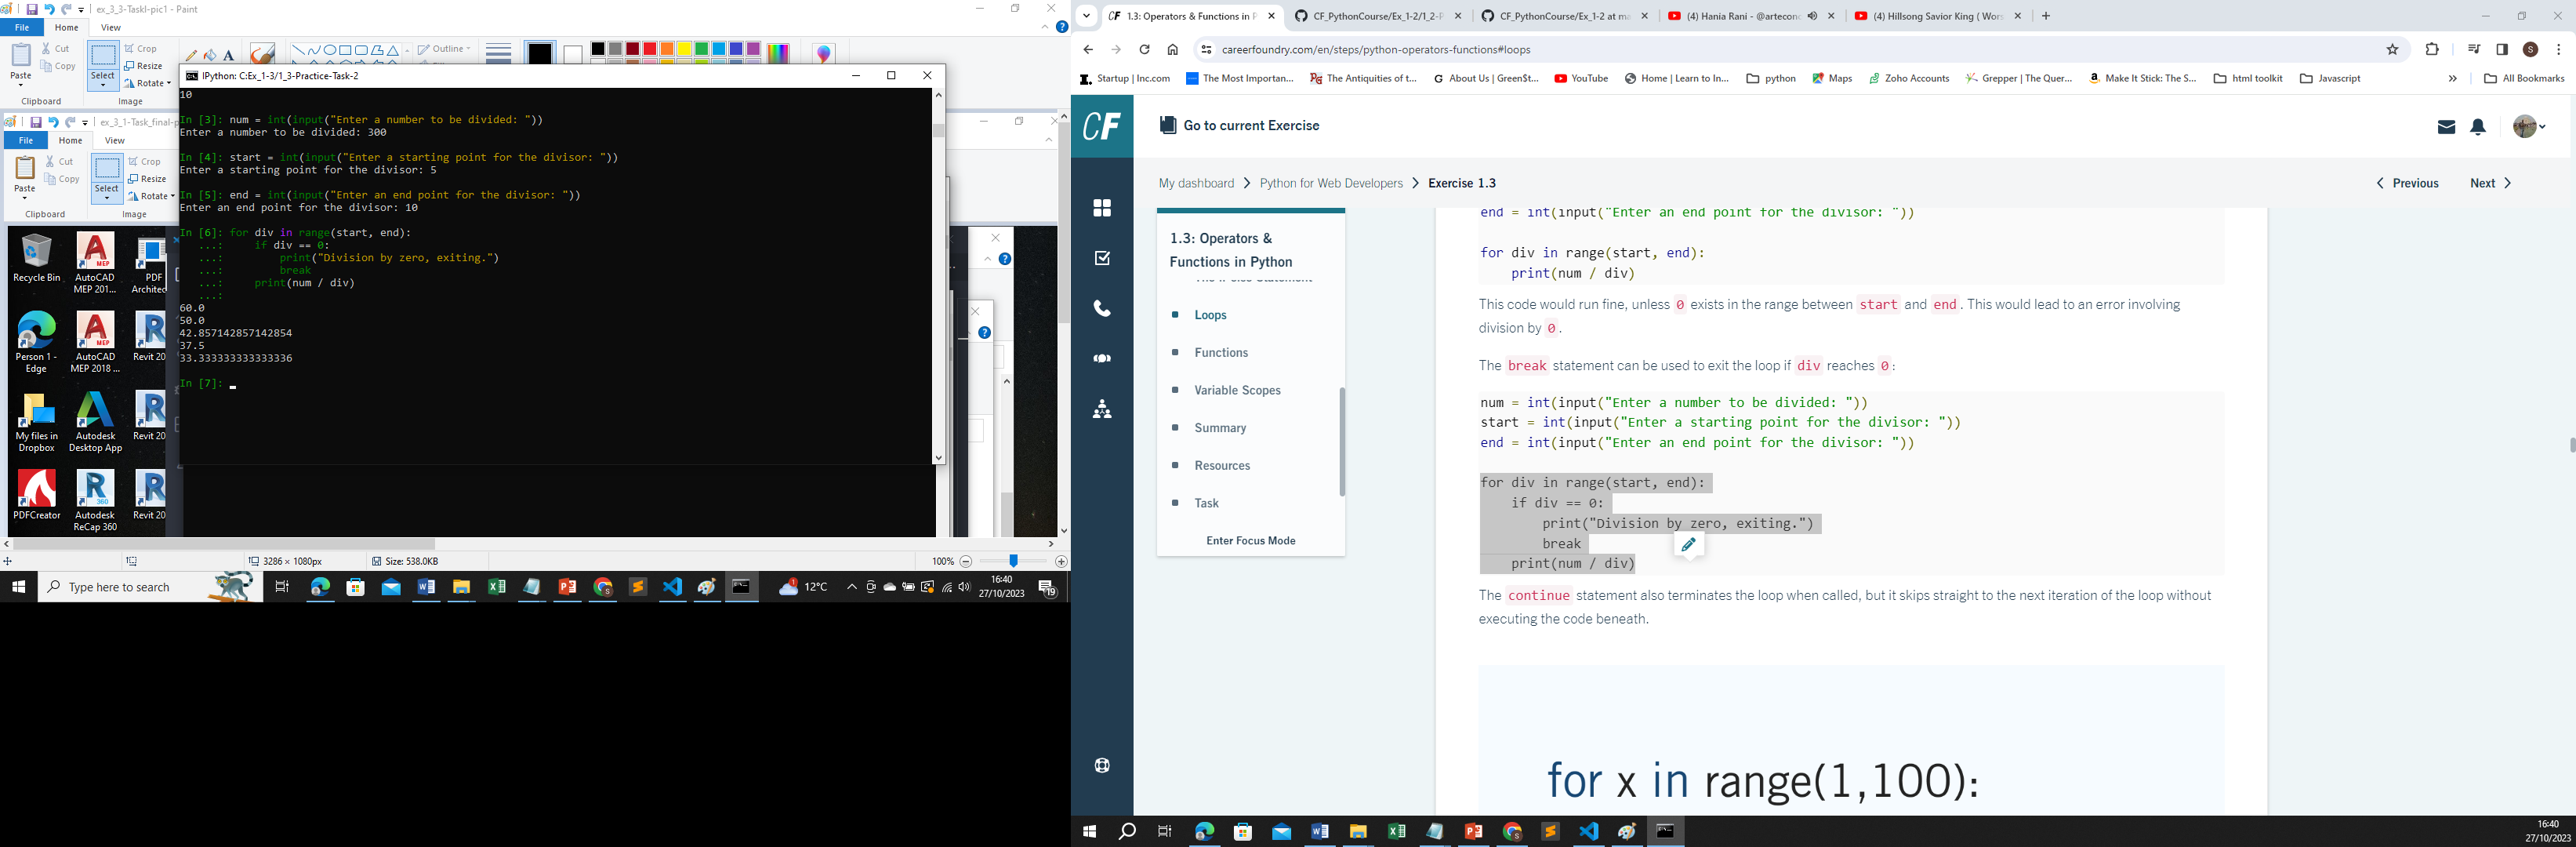 ex_3_3-TaskI-pic1 - Paint
File Home View
Cut
Copy
Paste
Clipboard
Select
Crop
Resize
Rotate
Image
Outline
ex_3_1-Task_final-p
File Home View
Cut
Copy
Paste
Clipboard
Select
Crop
Resize
Rotate
Image
Recycle Bin
AutoCAD MEP 201...
PDF Architec
Person 1 - Edge
AutoCAD MEP 2018 ...
Revit 20
My files in Dropbox
Autodesk Desktop App
Revit 20
PDFCreator
Autodesk ReCap 360
Revit 20
IPython: C:Ex_1-3/1_3-Practice-Task-2
10
In [3]: num = int(input("Enter a number to be divided: "))
Enter a number to be divided: 300
In [4]: start = int(input("Enter a starting point for the divisor: "))
Enter a starting point for the divisor: 5
In [5]: end = int(input("Enter an end point for the divisor: "))
Enter an end point for the divisor: 10
In [6]: for div in range(start, end):
...:     if div == 0:
...:         print("Division by zero, exiting.")
...:         break
...:     print(num / div)
...:
60.0
50.0
42.857142857142854
37.5
33.333333333333336
In [7]:
3286 × 1080px
Size: 538.0KB
100%
Type here to search
12°C
16:40
27/10/2023
19
1.3: Operators & Functions in P
CF_PythonCourse/Ex_1-2/1_2-P
CF_PythonCourse/Ex_1-2 at ma
(4) Hania Rani - @artecon
(4) Hillsong Savior King ( Wors
careerfoundry.com/en/steps/python-operators-functions#loops
S
Startup | Inc.com
The Most Importan...
The Antiquities of t...
About Us | Green$t...
YouTube
Home | Learn to In...
python
Maps
Zoho Accounts
Grepper | The Quer...
Make It Stick: The S...
html toolkit
Javascript
»
All Bookmarks
CF
Go to current Exercise
My dashboard > Python for Web Developers > Exercise 1.3
Previous
Next
1.3: Operators & Functions in Python
Loops
Functions
Variable Scopes
Summary
Resources
Task
Enter Focus Mode
end = int(input("Enter an end point for the divisor: "))
for div in range(start, end):
    print(num / div)
This code would run fine, unless 0 exists in the range between start and end. This would lead to an error involving
division by 0.
The break statement can be used to exit the loop if div reaches 0:
num = int(input("Enter a number to be divided: "))
start = int(input("Enter a starting point for the divisor: "))
end = int(input("Enter an end point for the divisor: "))
for div in range(start, end):
    if div == 0:
        print("Division by zero, exiting.")
        break
    print(num / div)
The continue statement also terminates the loop when called, but it skips straight to the next iteration of the loop without
executing the code beneath.
for x in range(1,100):
16:40
27/10/2023